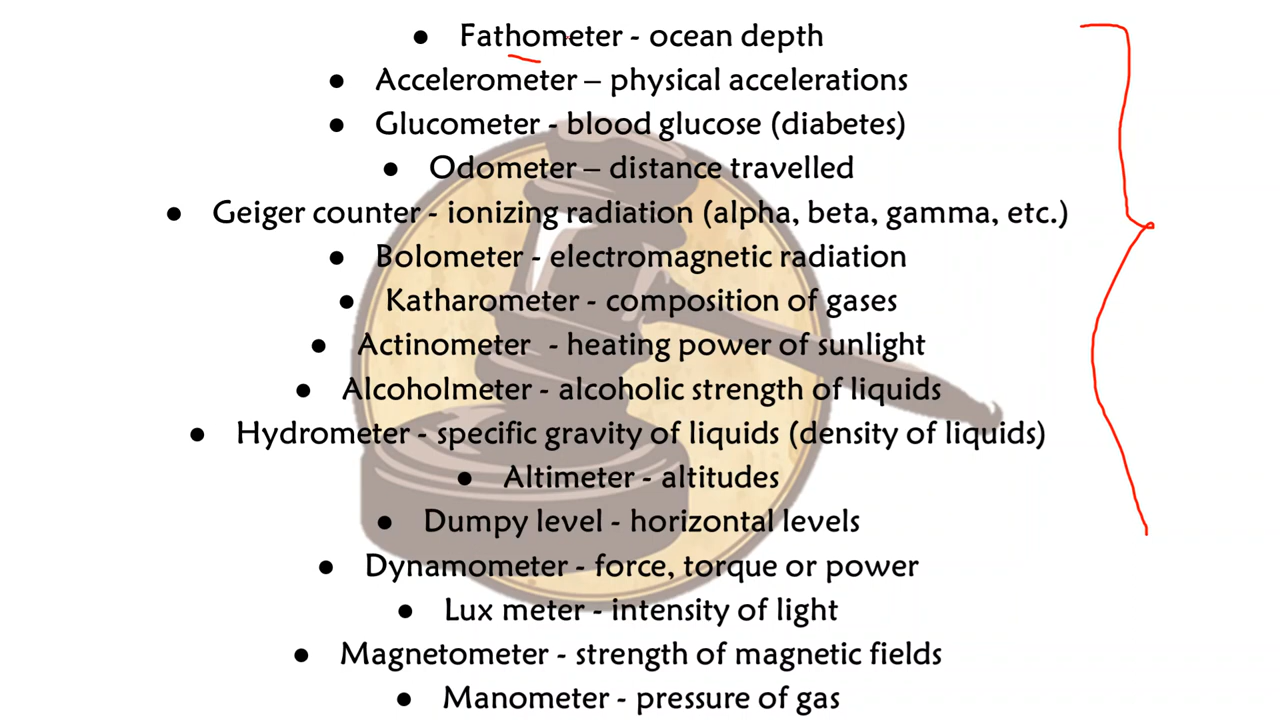 ● Fathometer - ocean depth
● Accelerometer – physical accelerations
● Glucometer - blood glucose (diabetes)
● Odometer – distance travelled
● Geiger counter - ionizing radiation (alpha, beta, gamma, etc.)
● Bolometer - electromagnetic radiation
● Katharometer - composition of gases
● Actinometer - heating power of sunlight
● Alcoholmeter - alcoholic strength of liquids
● Hydrometer - specific gravity of liquids (density of liquids)
● Altimeter - altitudes
● Dumpy level - horizontal levels
● Dynamometer - force, torque or power
● Lux meter - intensity of light
● Magnetometer - strength of magnetic fields
● Manometer - pressure of gas